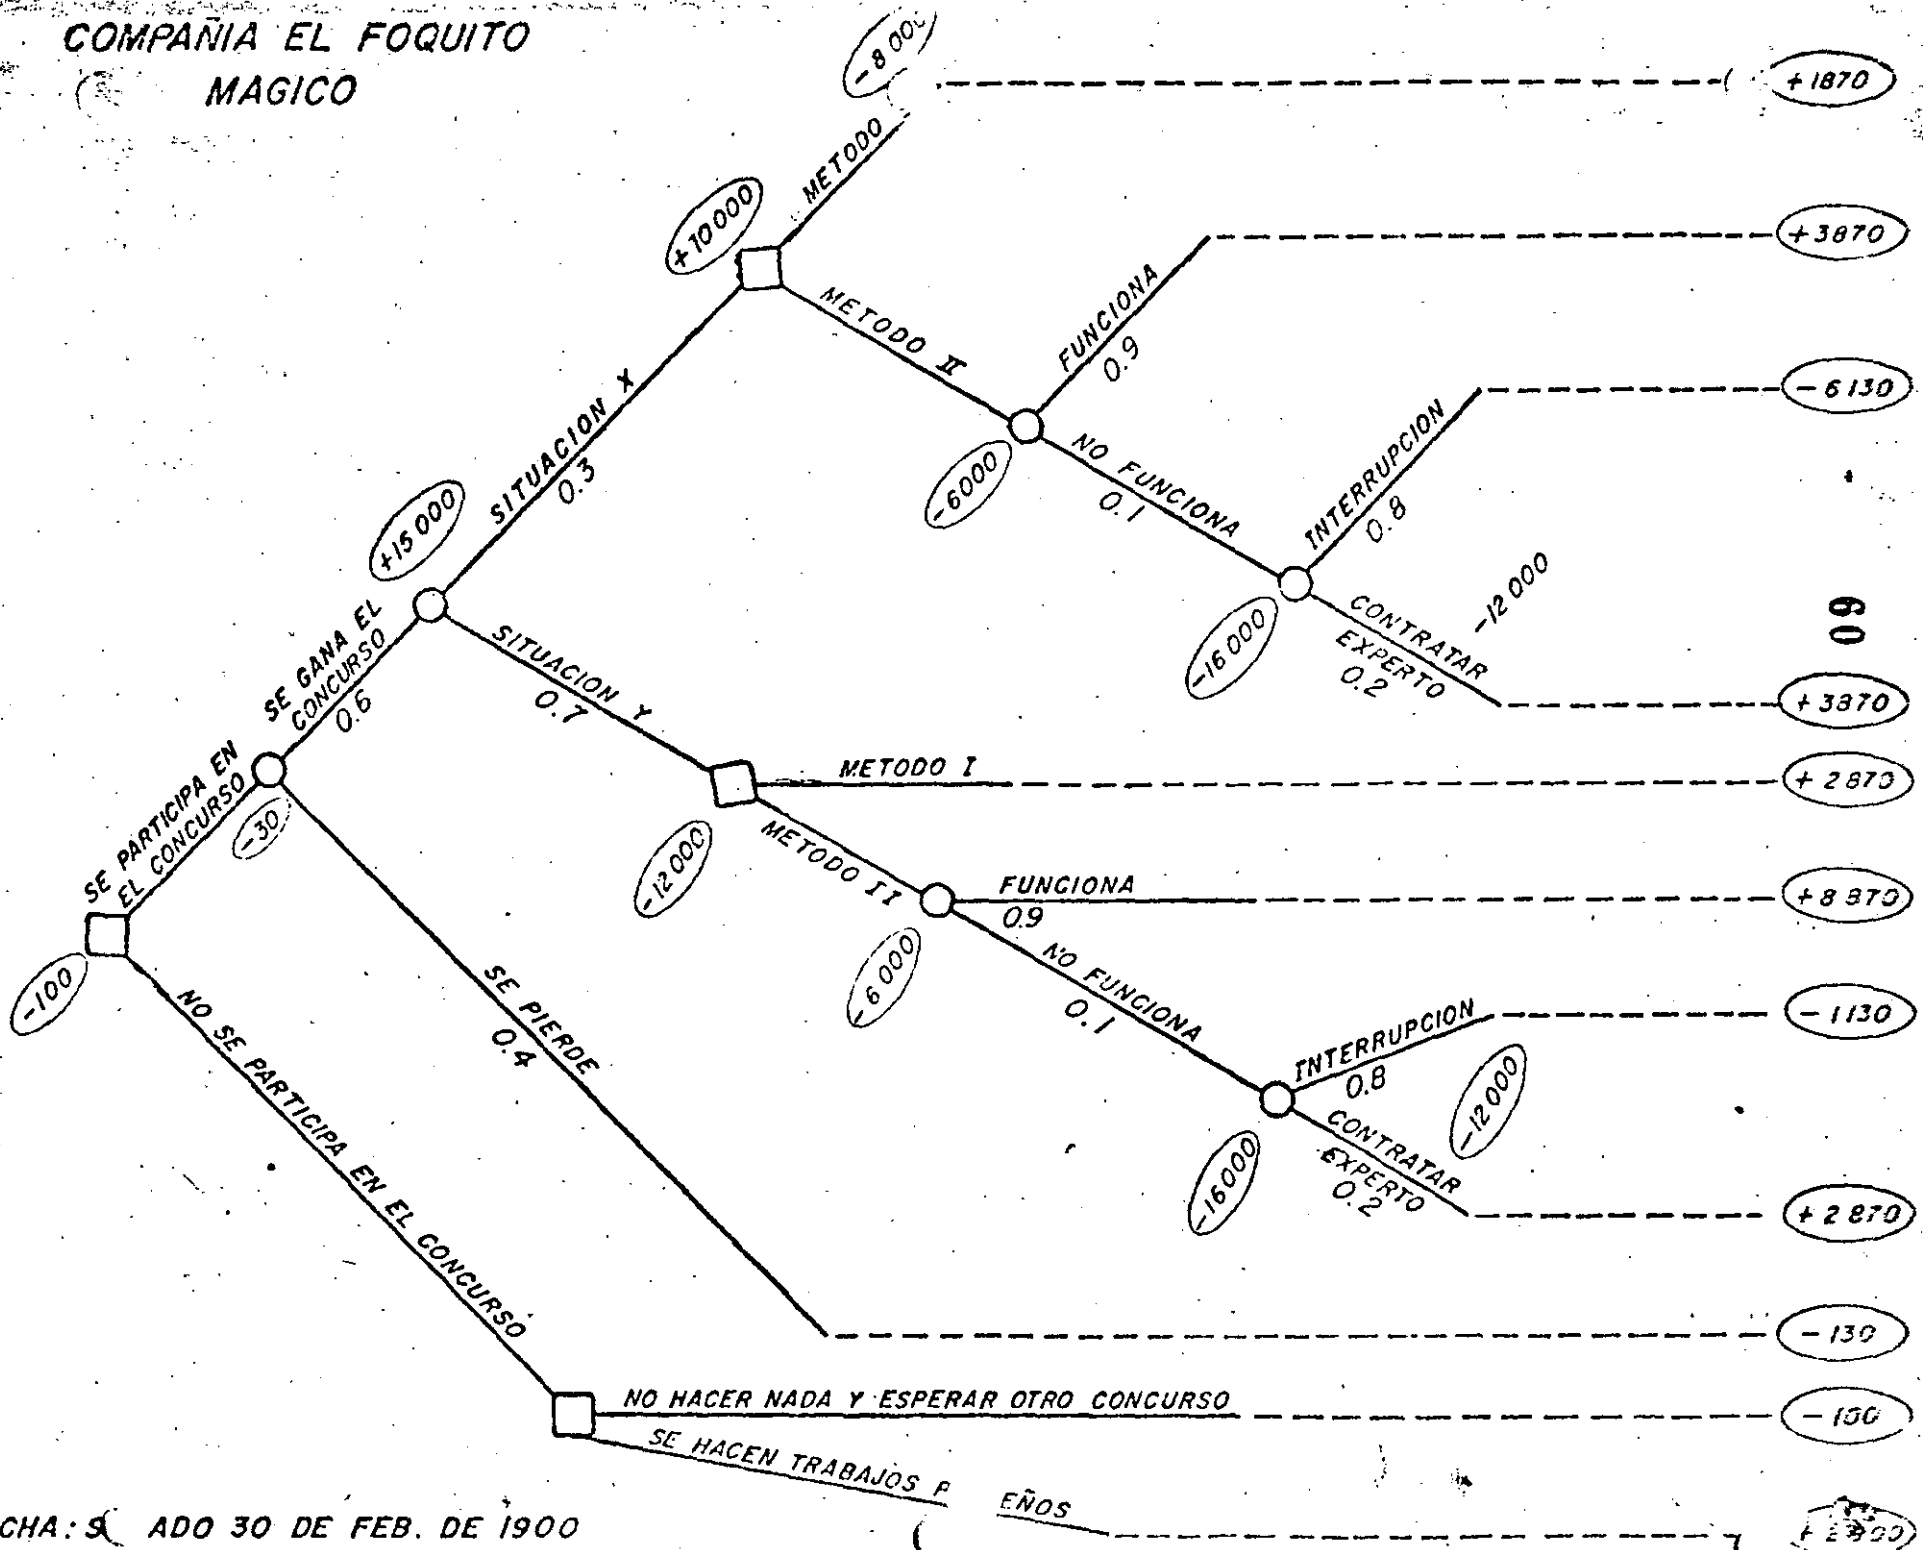 COMPAÑIA EL FOQUITO
MAGICO
+1870
METODO
+10000
+3870
METODO II
FUNCIONA
0.9
-6130
SITUACION X
0.3
-6000
NO FUNCIONA
0.1
INTERRUPCION
0.8
+15000
-12000
CONTRATAR
EXPERTO
0.2
-16000
60
+3870
SE GANA EL
CONCURSO
0.6
SITUACION Y
0.7
METODO I
+2870
SE PARTICIPA EN
EL CONCURSO
-30
-12000
METODO II
FUNCIONA
0.9
+8870
-100
-6000
NO FUNCIONA
0.1
INTERRUPCION
0.8
-1130
-12000
SE PIERDE
0.4
-16000
CONTRATAR
EXPERTO
0.2
+2870
NO SE PARTICIPA EN EL CONCURSO
-130
NO HACER NADA Y ESPERAR OTRO CONCURSO
-100
SE HACEN TRABAJOS P EÑOS
CHA: S ADO 30 DE FEB. DE 1900